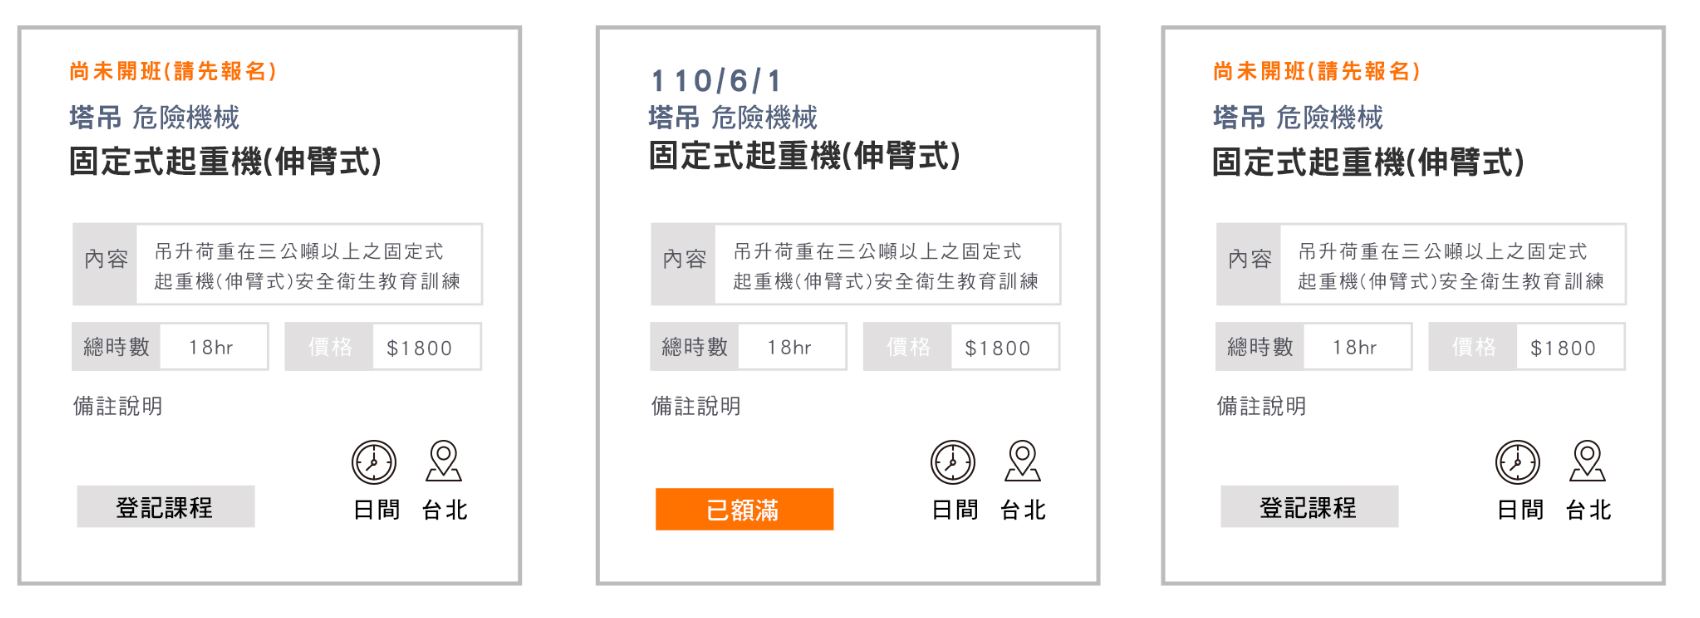 尚未開班(請先報名)
塔吊 危險機械
固定式起重機(伸臂式)
內容
吊升荷重在三公噸以上之固定式
起重機(伸臂式)安全衛生教育訓練
總時數 18hr 價格 $1800
備註說明
登記課程 日間 台北
110/6/1
塔吊 危險機械
固定式起重機(伸臂式)
內容
吊升荷重在三公噸以上之固定式
起重機(伸臂式)安全衛生教育訓練
總時數 18hr 價格 $1800
備註說明
已額滿 日間 台北
尚未開班(請先報名)
塔吊 危險機械
固定式起重機(伸臂式)
內容
吊升荷重在三公噸以上之固定式
起重機(伸臂式)安全衛生教育訓練
總時數 18hr 價格 $1800
備註說明
登記課程 日間 台北